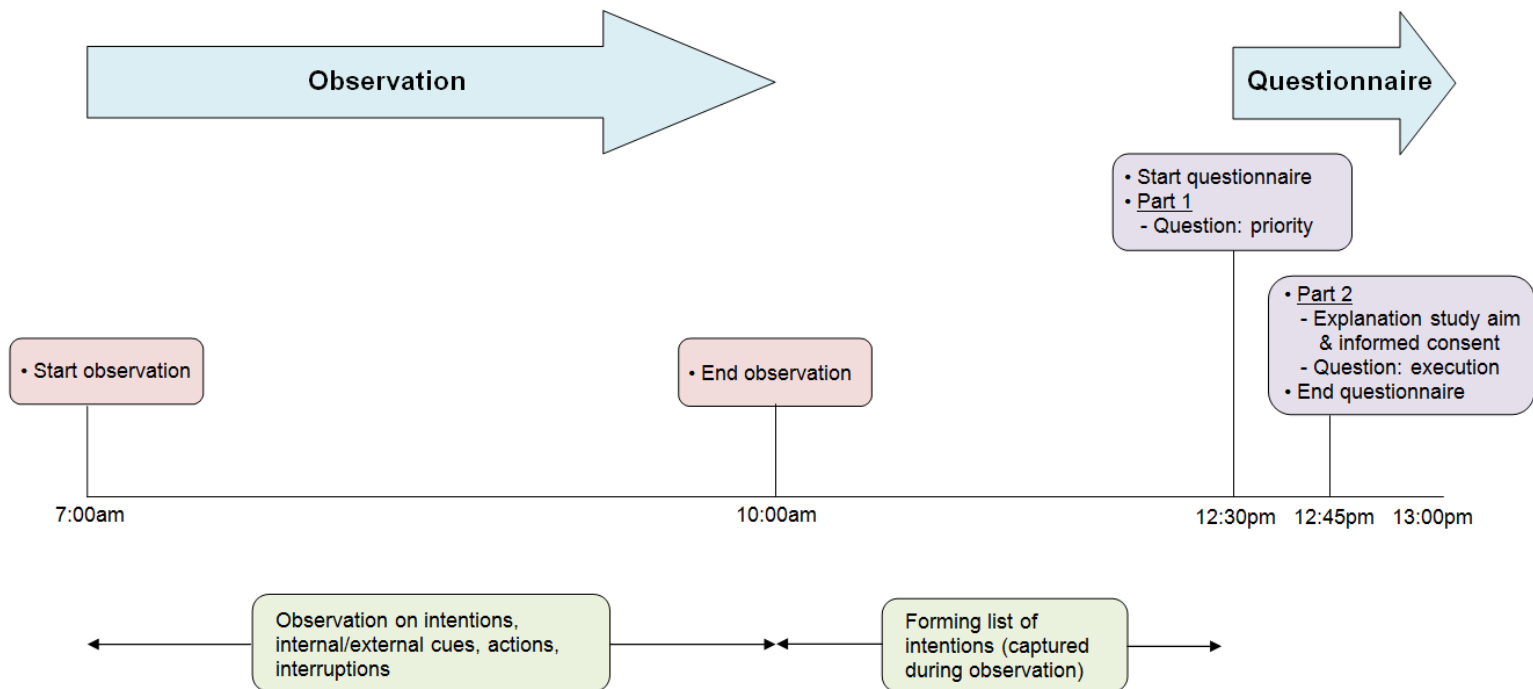 Observation
Questionnaire
• Start questionnaire
• Part 1
- Question: priority
• Part 2
- Explanation study aim
& informed consent
- Question: execution
• End questionnaire
• Start observation
• End observation
7:00am
10:00am
12:30pm
12:45pm
13:00pm
Observation on intentions,
internal/external cues, actions,
interruptions
Forming list of
intentions (captured
during observation)